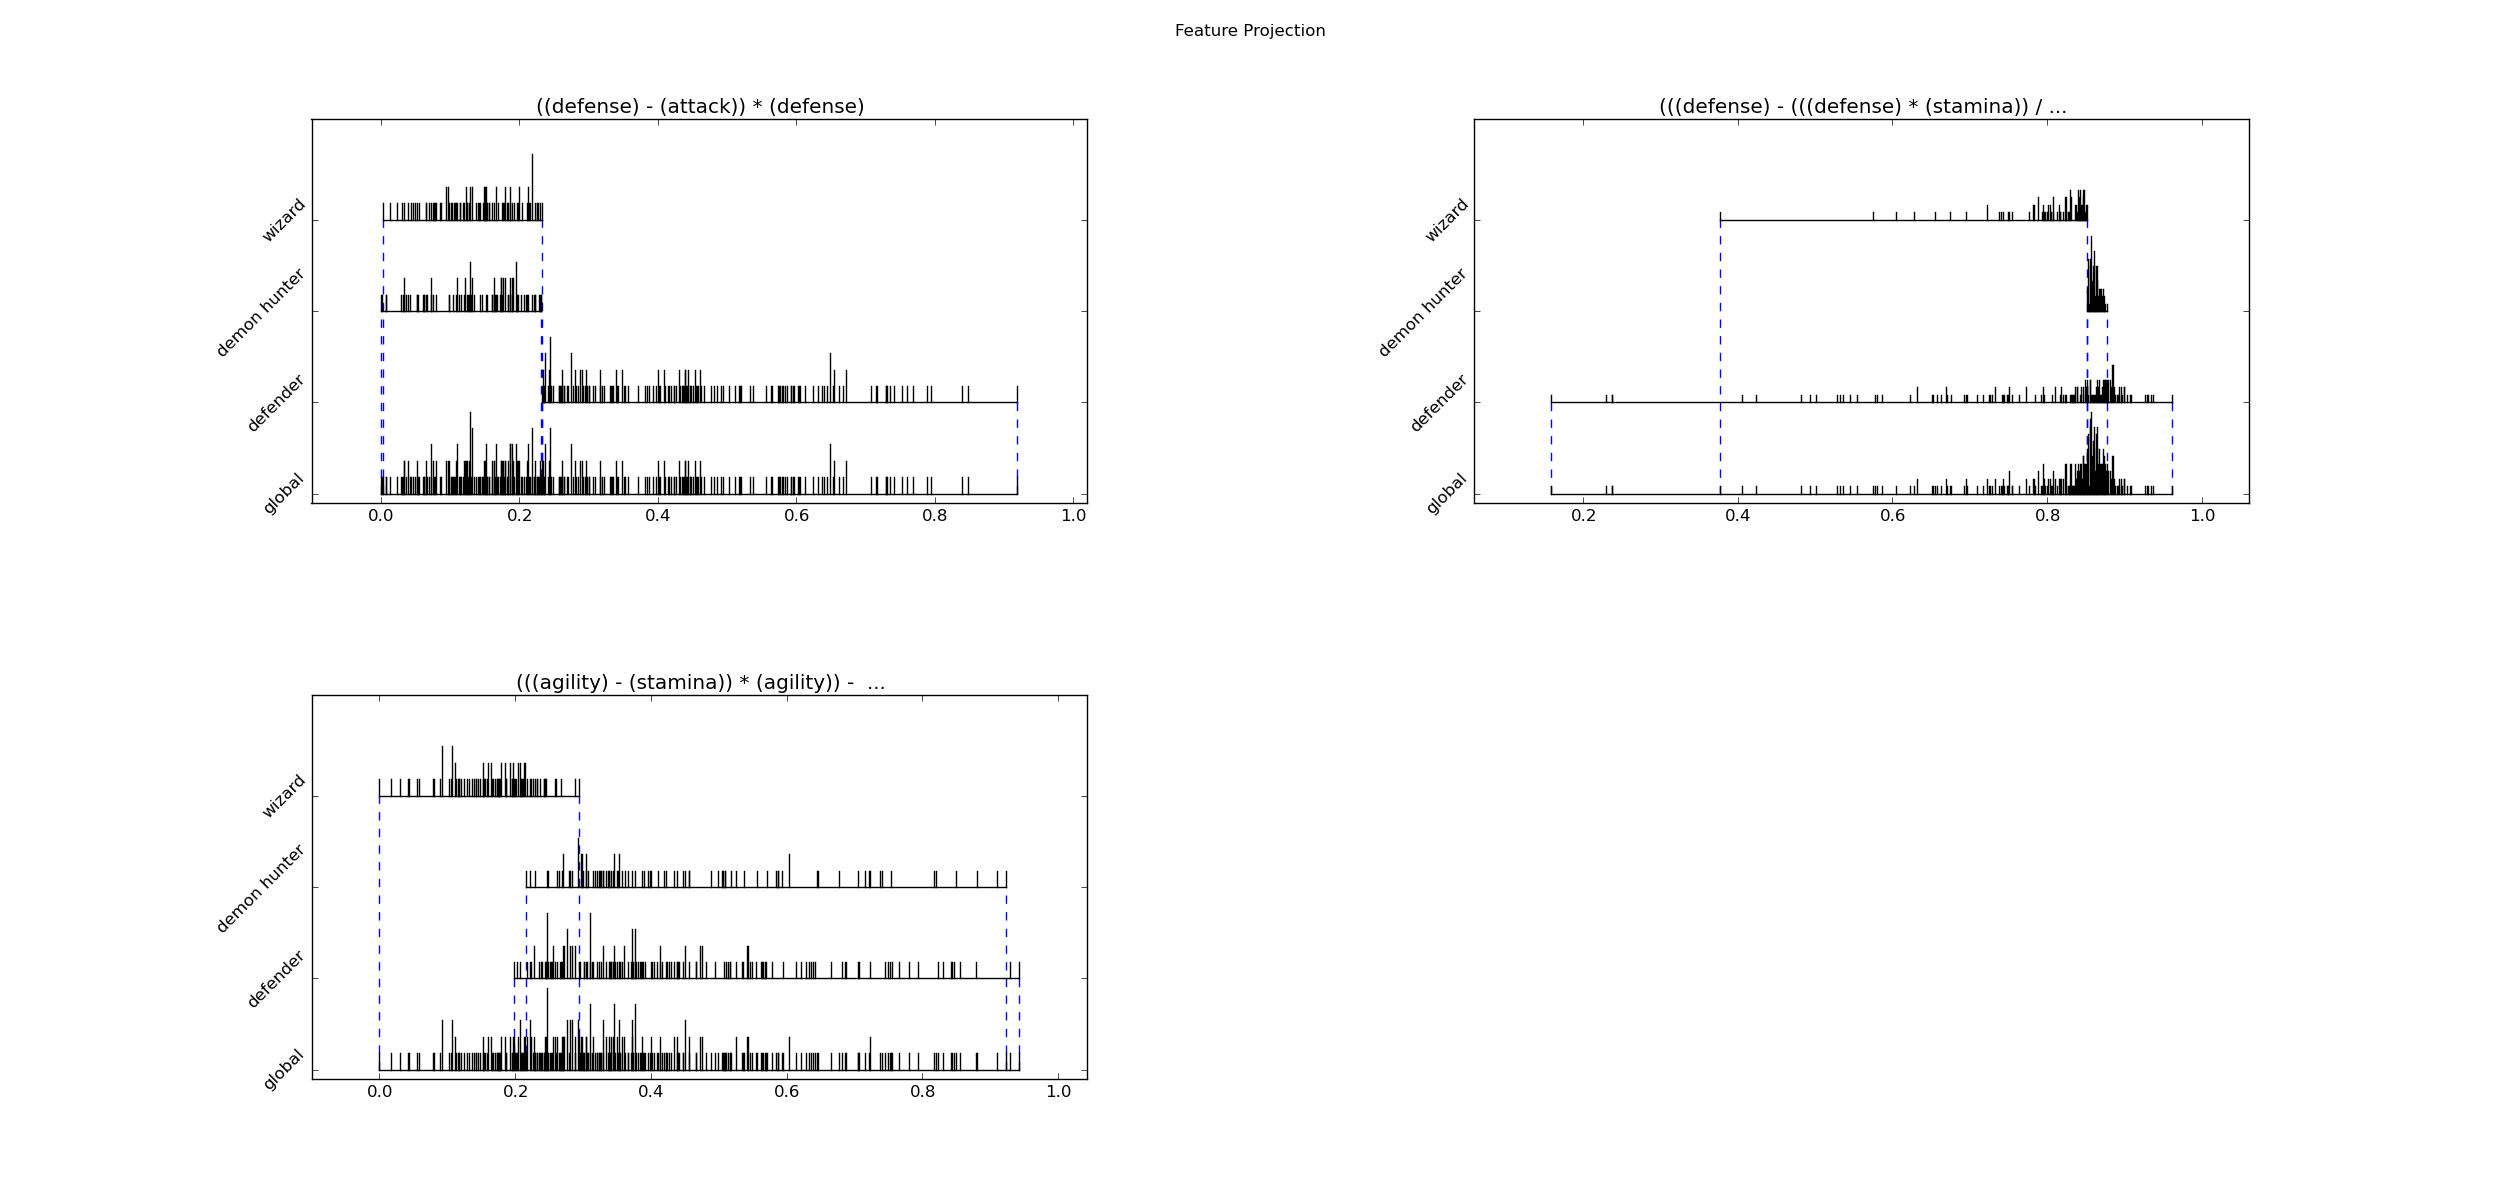 Feature Projection
((defense) - (attack)) * (defense)
wizard
demon hunter
defender
global
0.0 0.2 0.4 0.6 0.8 1.0
(((defense) - (((defense) * (stamina)) / ...
wizard
demon hunter
defender
global
0.2 0.4 0.6 0.8 1.0
(((agility) - (stamina)) * (agility)) -  ...
wizard
demon hunter
defender
global
0.0 0.2 0.4 0.6 0.8 1.0